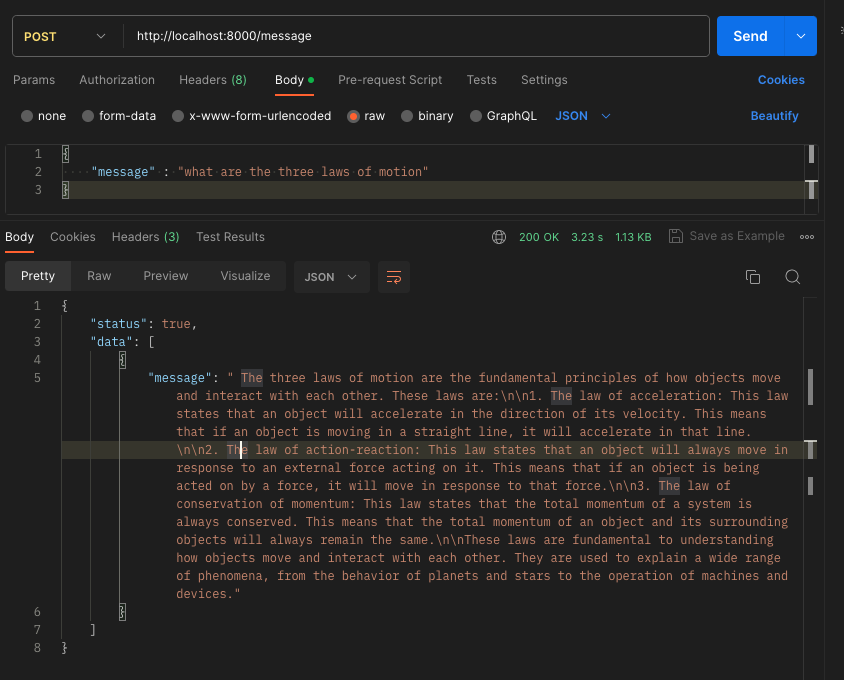 POST http://localhost:8000/message Send
Params Authorization Headers (8) Body Pre-request Script Tests Settings Cookies
none form-data x-www-form-urlencoded raw binary GraphQL JSON Beautify
1 {
2 ····"message"·:·"what·are·the·three·laws·of·motion"
3 }
Body Cookies Headers (3) Test Results 200 OK 3.23 s 1.13 KB Save as Example
Pretty Raw Preview Visualize JSON
1 {
2 "status": true,
3 "data": [
4 {
5 "message": " The three laws of motion are the fundamental principles of how objects move
and interact with each other. These laws are:\n\n1. The law of acceleration: This law
states that an object will accelerate in the direction of its velocity. This means
that if an object is moving in a straight line, it will accelerate in that line.
\n\n2. The law of action-reaction: This law states that an object will always move in
response to an external force acting on it. This means that if an object is being
acted on by a force, it will move in response to that force.\n\n3. The law of
conservation of momentum: This law states that the total momentum of a system is
always conserved. This means that the total momentum of an object and its surrounding
objects will always remain the same.\n\nThese laws are fundamental to understanding
how objects move and interact with each other. They are used to explain a wide range
of phenomena, from the behavior of planets and stars to the operation of machines and
devices."
6 }
7 ]
8 }